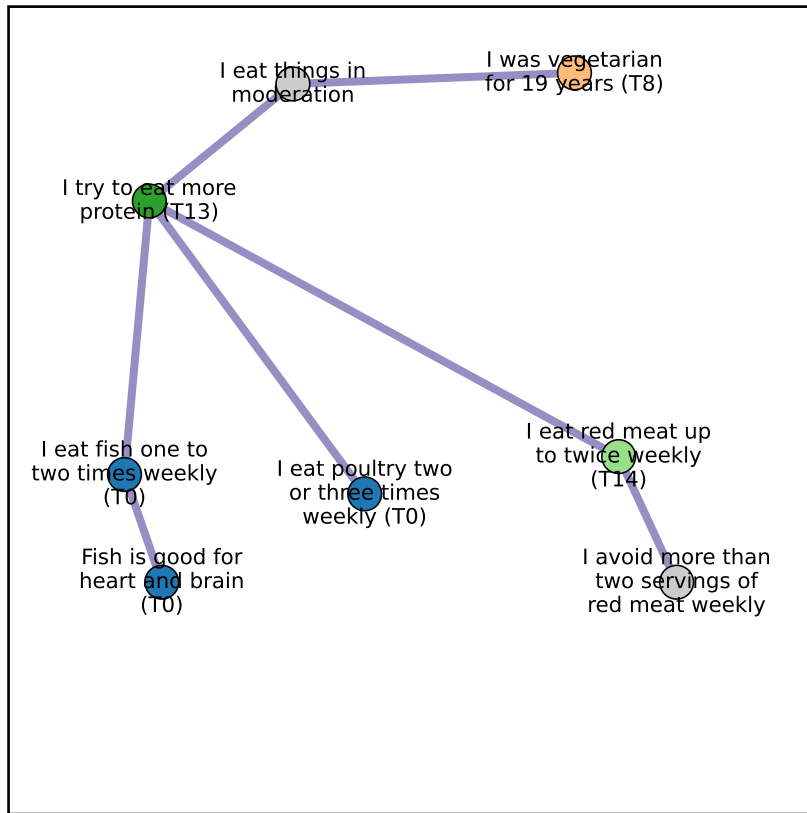 I eat things in
moderation
I was vegetarian
for 19 years (T8)
I try to eat more
protein (T13)
I eat fish one to
two times weekly
(T0)
I eat poultry two
or three times
weekly (T0)
I eat red meat up
to twice weekly
(T14)
Fish is good for
heart and brain
(T0)
I avoid more than
two servings of
red meat weekly